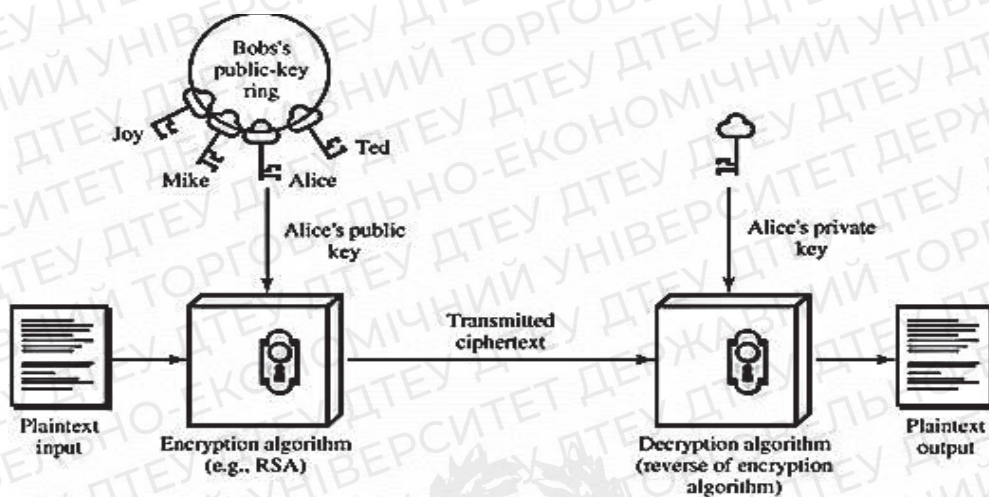 Bobs's
public-key
ring
Joy
Ted
Mike
Alice
Alice's public
key
Alice's private
key
Transmitted
ciphertext
Plaintext
input
Encryption algorithm
(e.g., RSA)
Decryption algorithm
(reverse of encryption
algorithm)
Plaintext
output